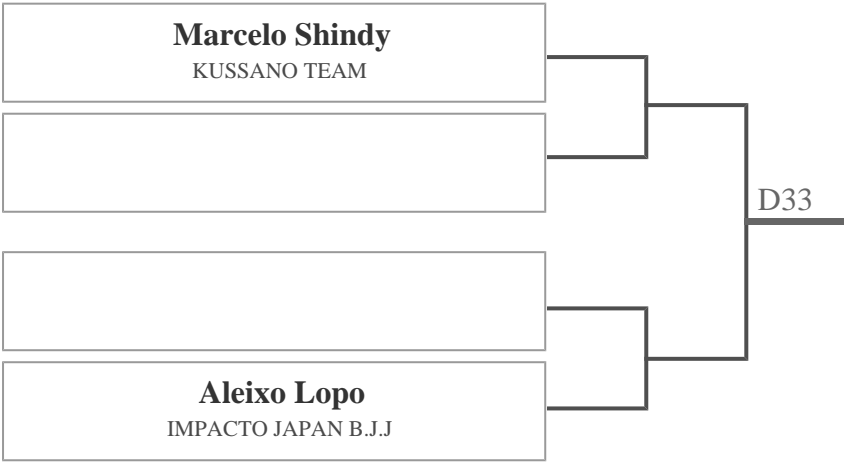 Marcelo Shindy
KUSSANO TEAM
D33
Aleixo Lopo
IMPACTO JAPAN B.J.J